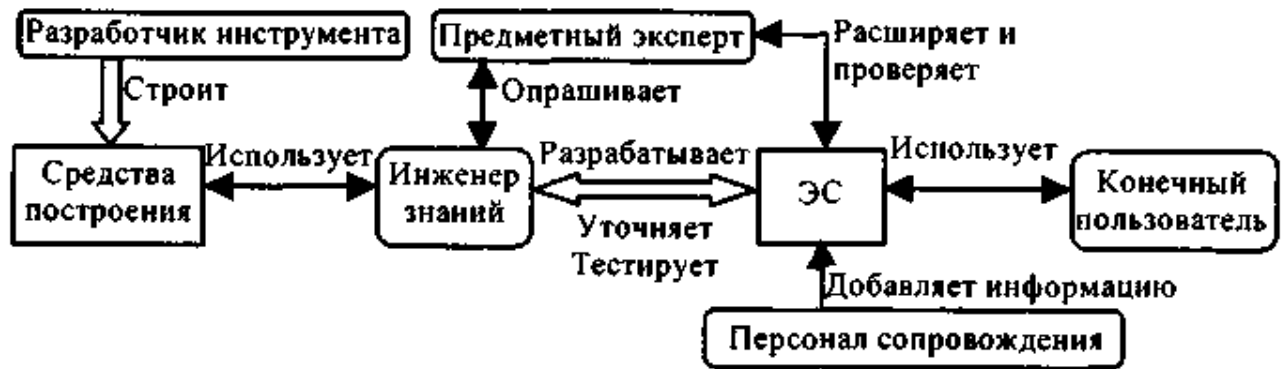 Разработчик инструмента
Предметный эксперт
Расширяет и
проверяет
Строит
Опрашивает
Средства
построения
Использует
Инженер
знаний
Разрабатывает
Уточняет
Тестирует
ЭС
Использует
Конечный
пользователь
Добавляет информацию
Персонал сопровождения